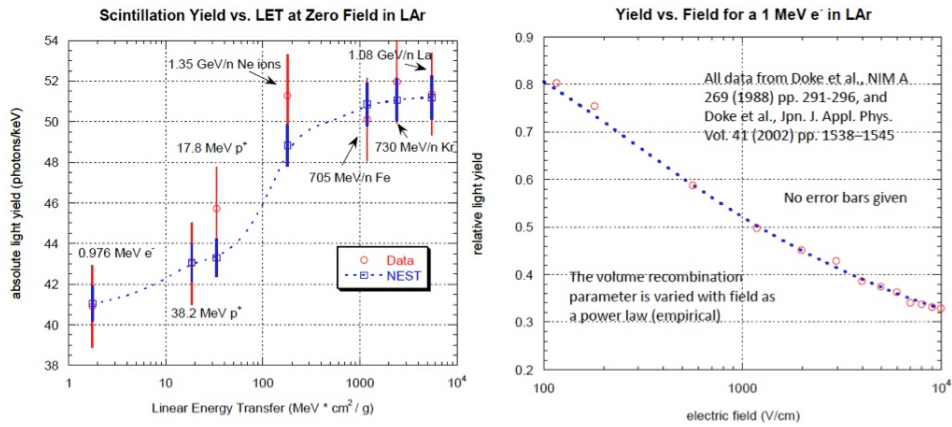 Scintillation Yield vs. LET at Zero Field in LAr
absolute light yield (photons/keV)
54
52
50
48
46
44
42
40
38
1.35 GeV/n Ne ions
1.08 GeV/n La
17.8 MeV p⁺
730 MeV/n Kr
705 MeV/n Fe
0.976 MeV e⁻
38.2 MeV p⁺
Data
NEST
1
10
100
1000
10⁴
Linear Energy Transfer (MeV * cm² / g)
Yield vs. Field for a 1 MeV e⁻ in LAr
relative light yield
0.9
0.8
0.7
0.6
0.5
0.4
0.3
0.2
All data from Doke et al., NIM A
269 (1988) pp. 291-296, and
Doke et al., Jpn. J. Appl. Phys.
Vol. 41 (2002) pp. 1538–1545
No error bars given
The volume recombination
parameter is varied with field as
a power law (empirical)
100
1000
10⁴
electric field (V/cm)